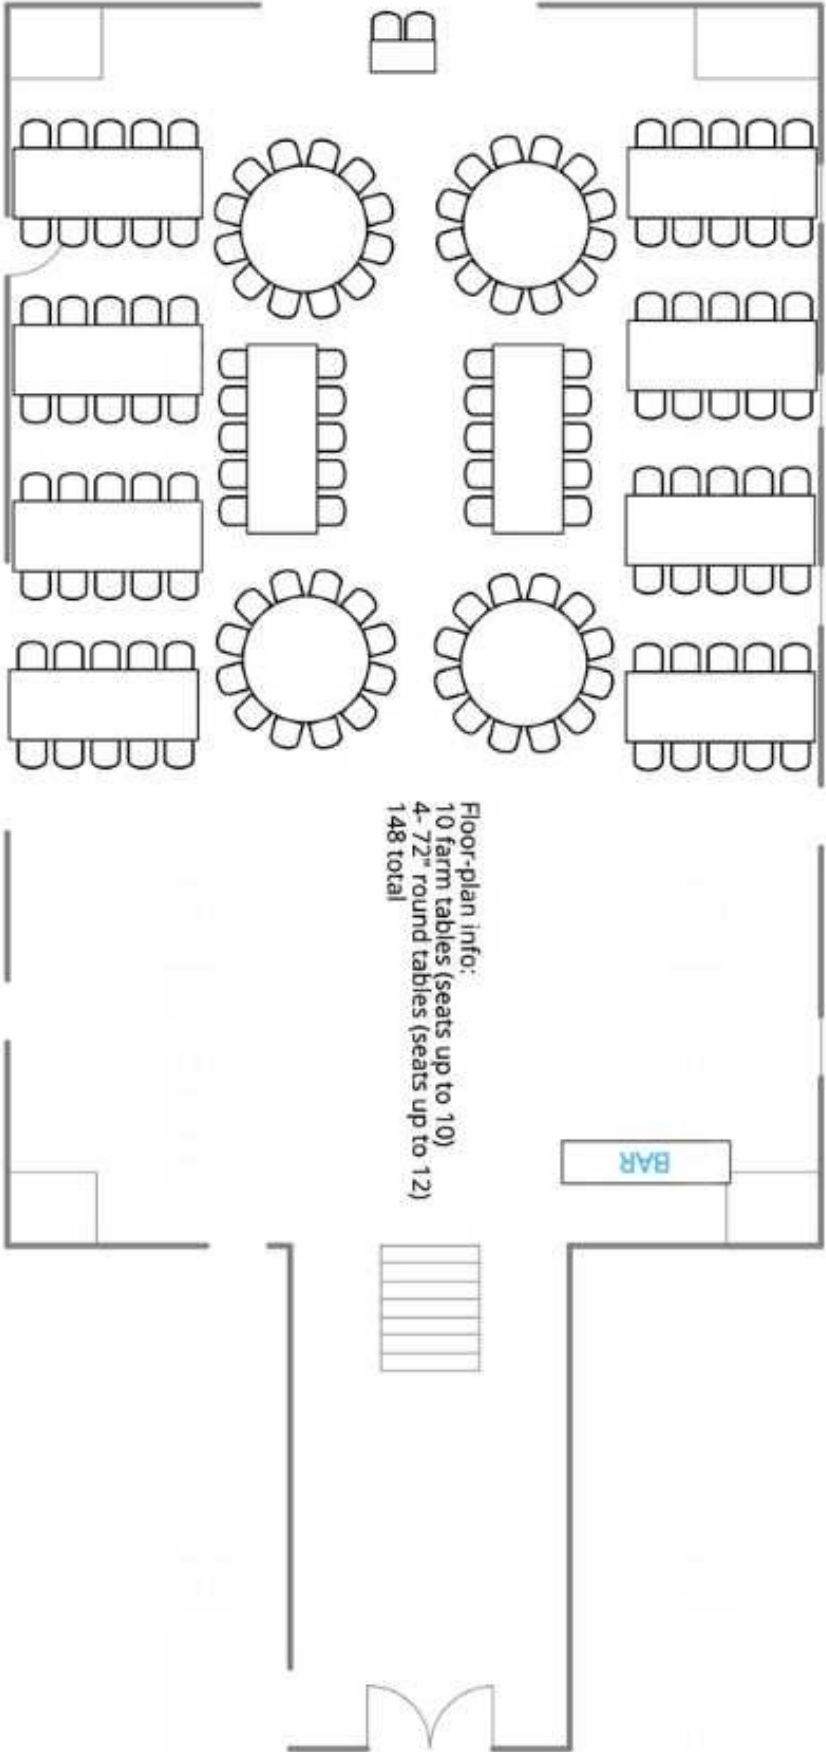 Floor-plan info:
10 farm tables (seats up to 10)
4- 72" round tables (seats up to 12)
148 total
BAR